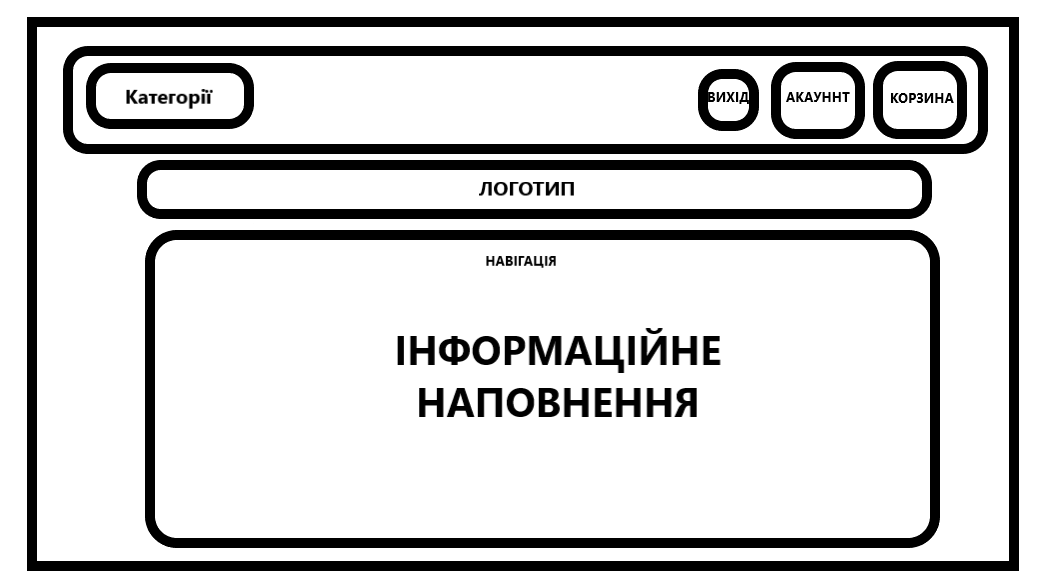 Категорії
ВИХІД
АКАУННТ
КОРЗИНА
ЛОГОТИП
НАВІГАЦІЯ
ІНФОРМАЦІЙНЕ
НАПОВНЕННЯ